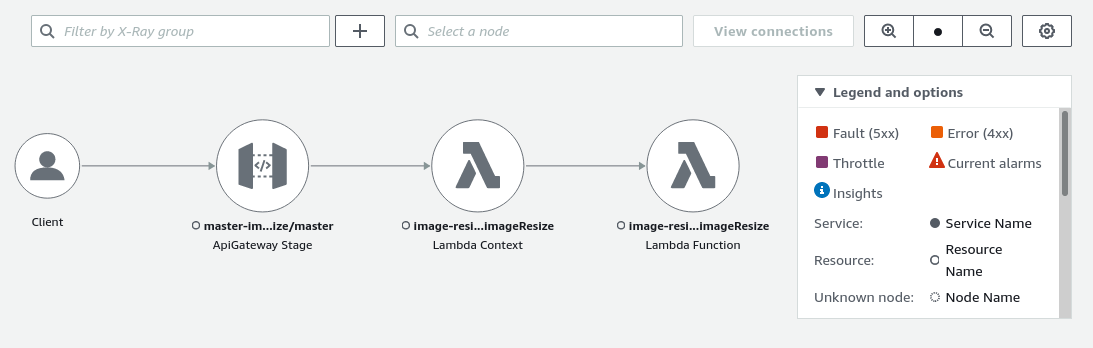 Filter by X-Ray group
Select a node
View connections
Legend and options
Fault (5xx)
Error (4xx)
Throttle
Current alarms
Insights
Service:
Service Name
Resource:
Resource
Name
Unknown node:
Node Name
</>
Client
master-im...ize/master
ApiGateway Stage
image-resi...imageResize
Lambda Context
image-resi...imageResize
Lambda Function